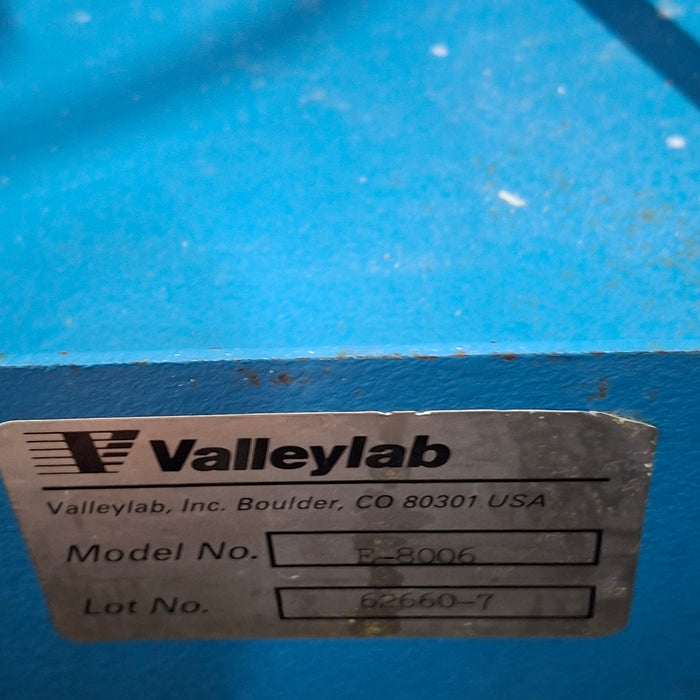 Valleylab
Valleylab, Inc. Boulder, CO 80301 USA
Model No. E-8006
Lot No. 62660-7